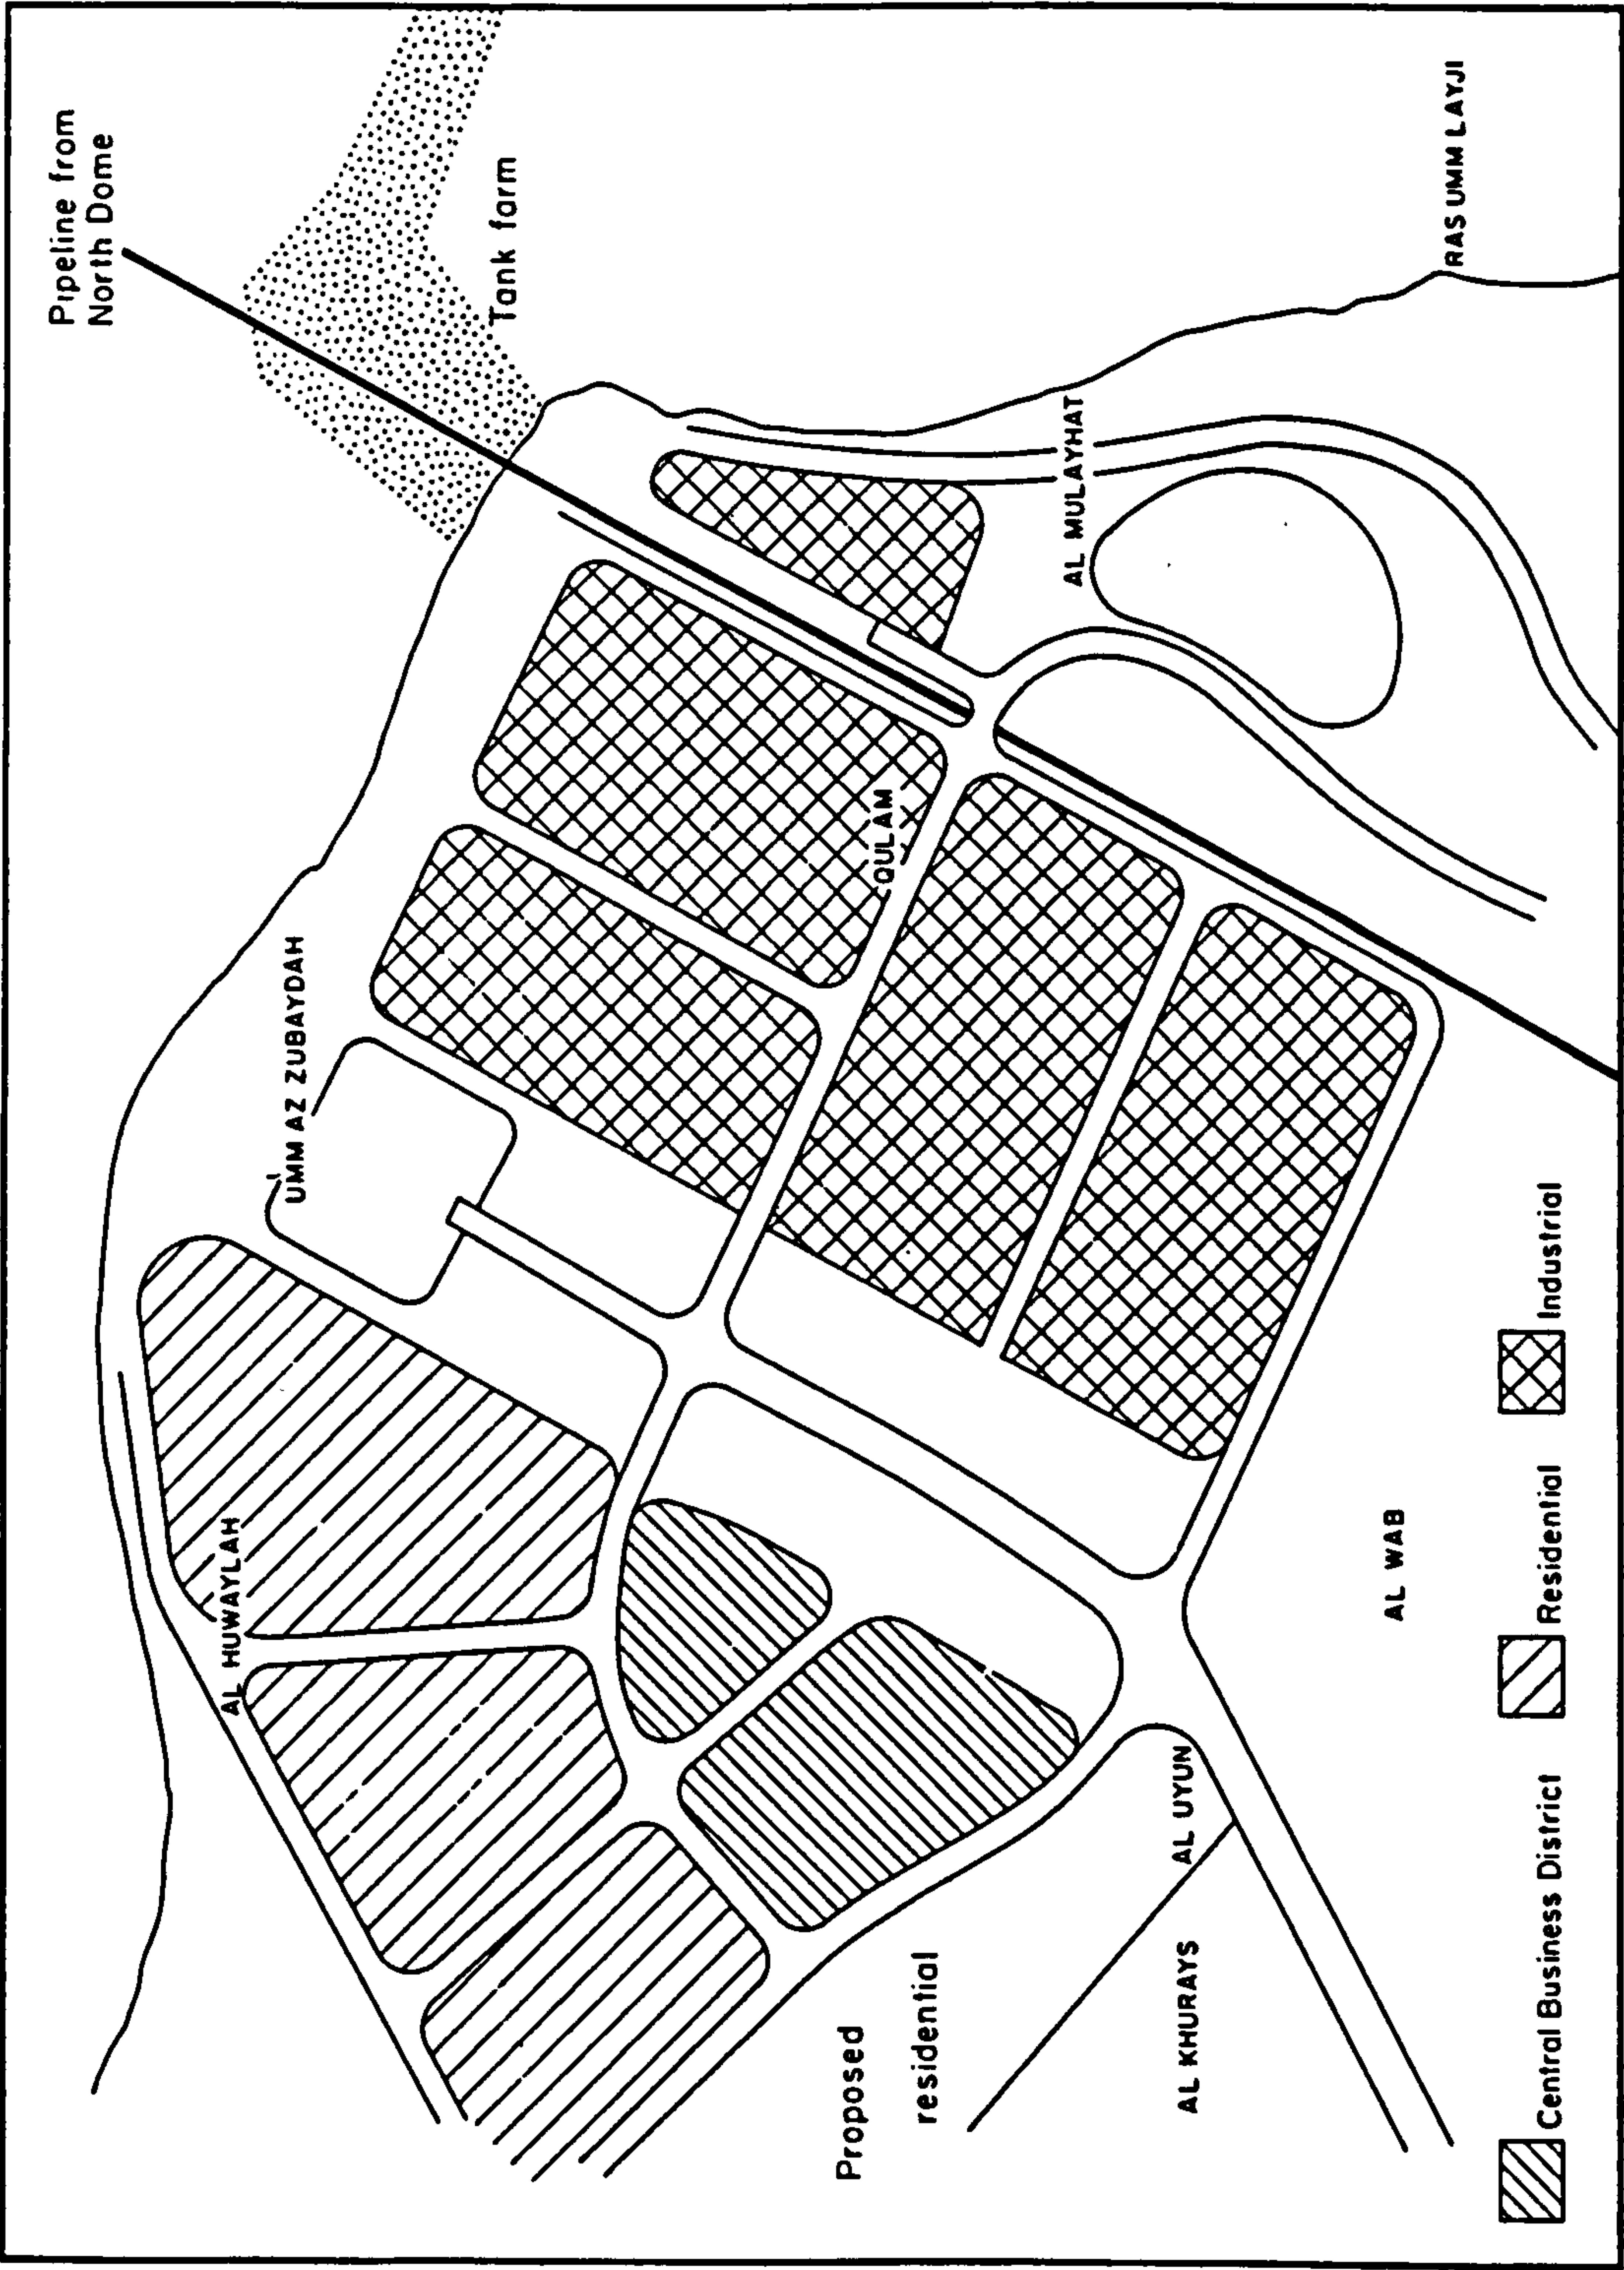 Pipeline from
North Dome
Tank farm
RAS UMM LAYJI
AL MULAYHAT
QULAM
UMM AZ ZUBAYDAH
AL HUWAYLAH
AL WAB
AL UYUN
AL KHURAYS
Proposed
residential
Central Business District
Residential
Industrial